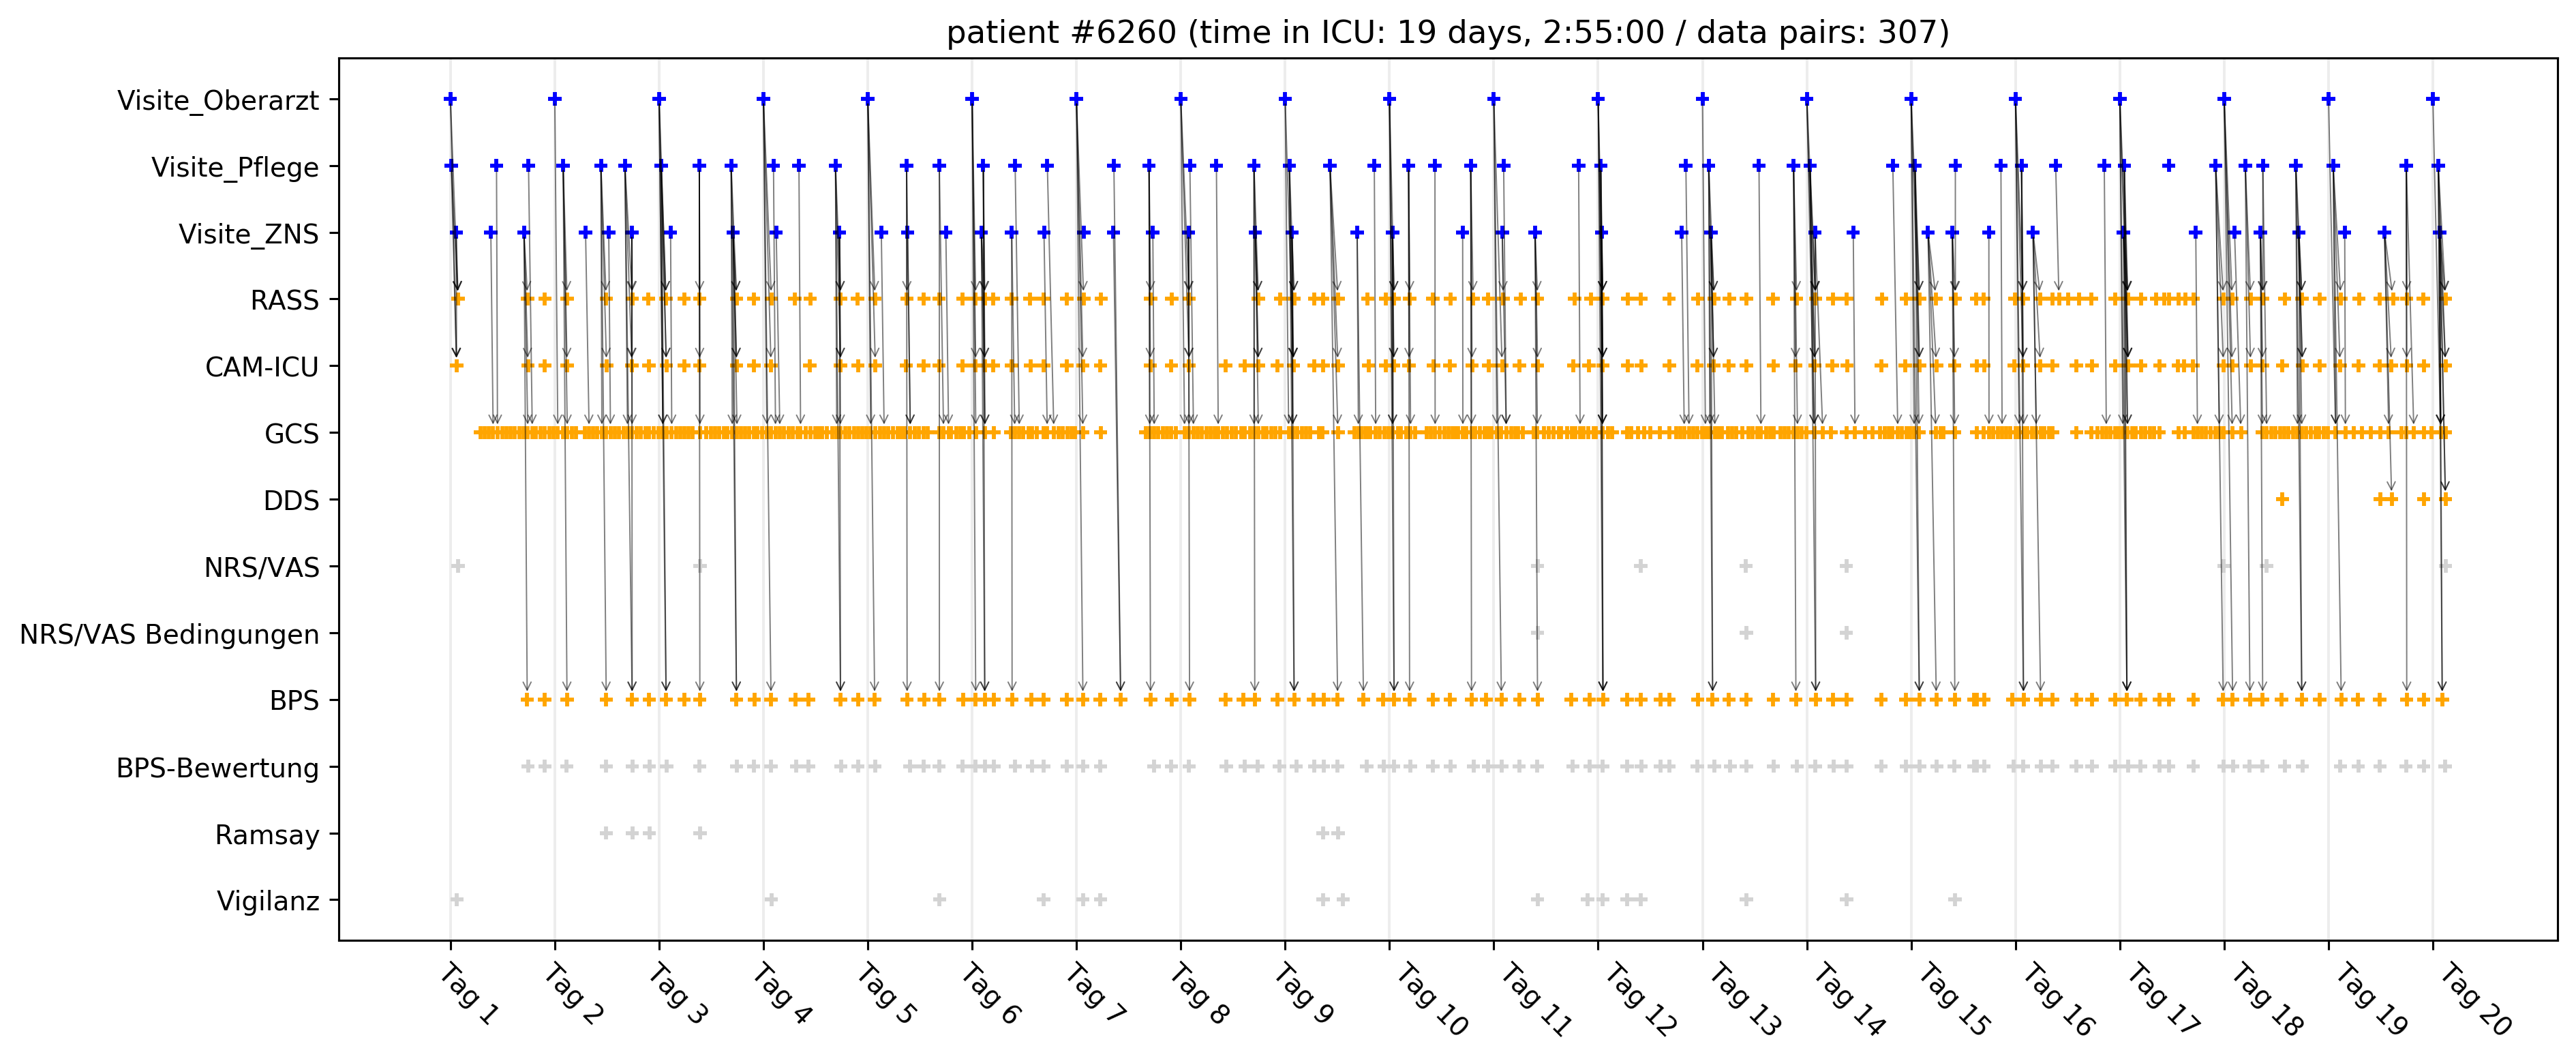 patient #6260 (time in ICU: 19 days, 2:55:00 / data pairs: 307)
Visite_Oberarzt
Visite_Pflege
Visite_ZNS
RASS
CAM-ICU
GCS
DDS
NRS/VAS
NRS/VAS Bedingungen
BPS
BPS-Bewertung
Ramsay
Vigilanz
Tag 1
Tag 2
Tag 3
Tag 4
Tag 5
Tag 6
Tag 7
Tag 8
Tag 9
Tag 10
Tag 11
Tag 12
Tag 13
Tag 14
Tag 15
Tag 16
Tag 17
Tag 18
Tag 19
Tag 20